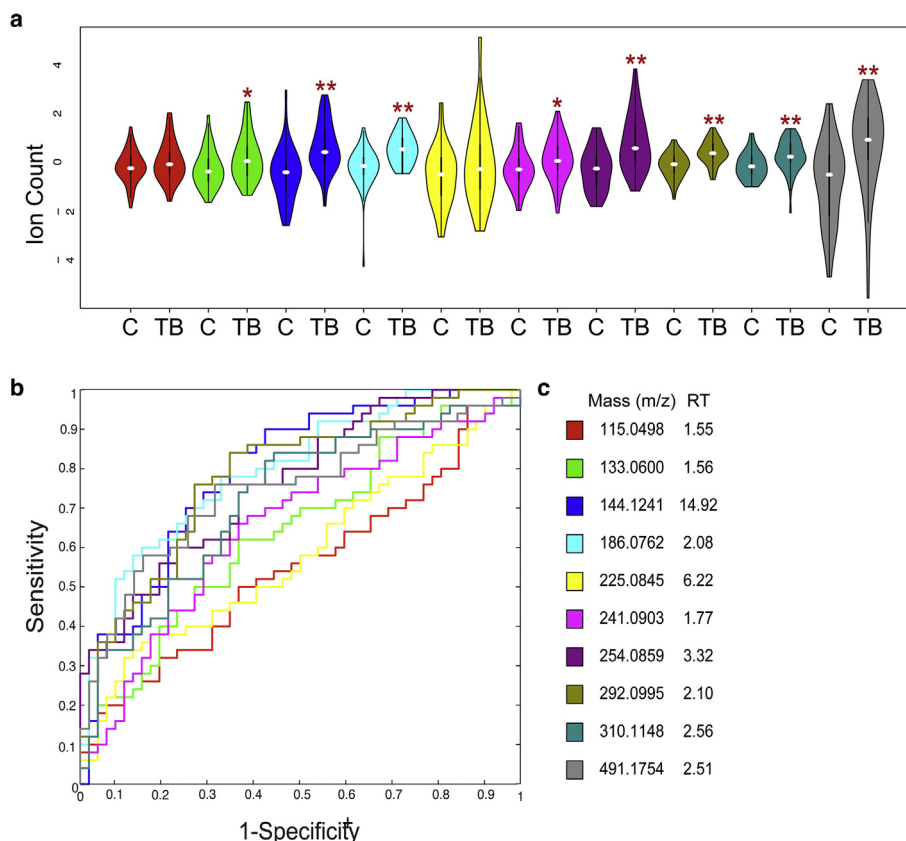 a
* ** ** * ** ** ** **
4
2
0
− 2
− 4
Ion Count
C TB C TB C TB C TB C TB C TB C TB C TB C TB C TB
b
1
0.9
0.8
0.7
0.6
0.5
0.4
0.3
0.2
0.1
0
Sensitivity
0 0.1 0.2 0.3 0.4 0.5 0.6 0.7 0.8 0.9 1
1-Specificity
c
Mass (m/z) RT
115.0498 1.55
133.0600 1.56
144.1241 14.92
186.0762 2.08
225.0845 6.22
241.0903 1.77
254.0859 3.32
292.0995 2.10
310.1148 2.56
491.1754 2.51